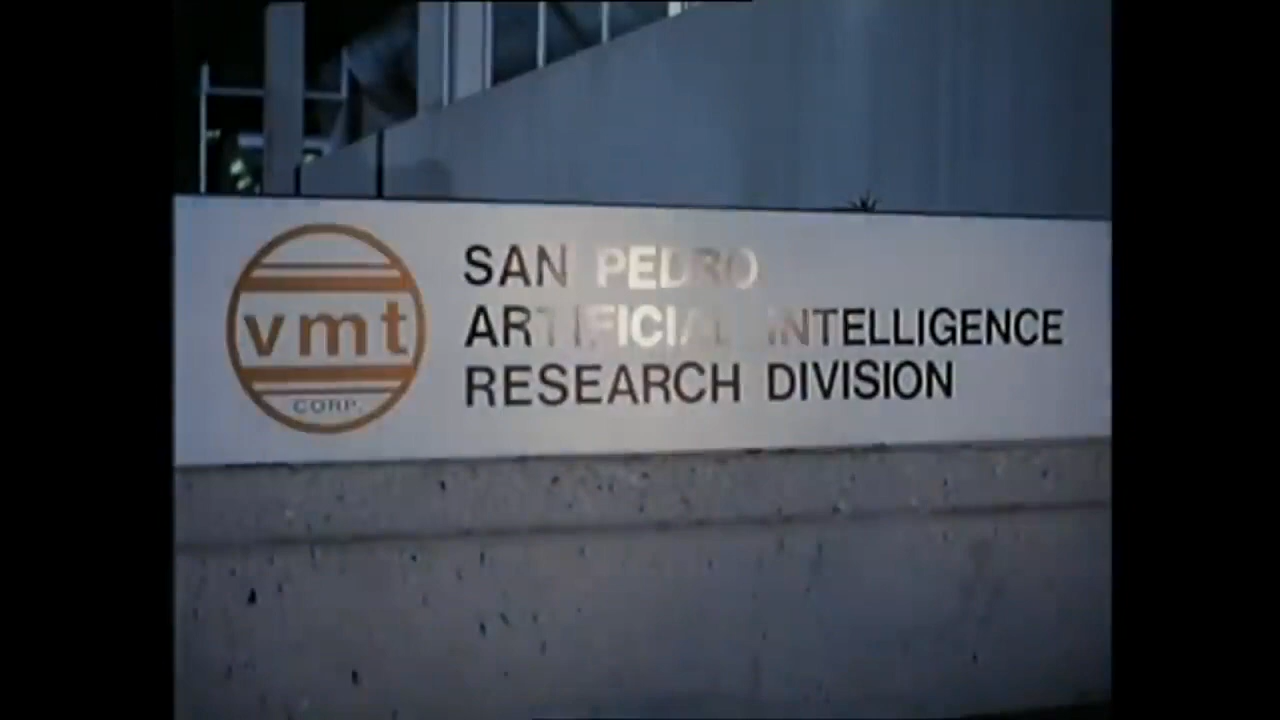 vmt
CORP.
SAN PEDRO
ARTIFICIAL INTELLIGENCE
RESEARCH DIVISION